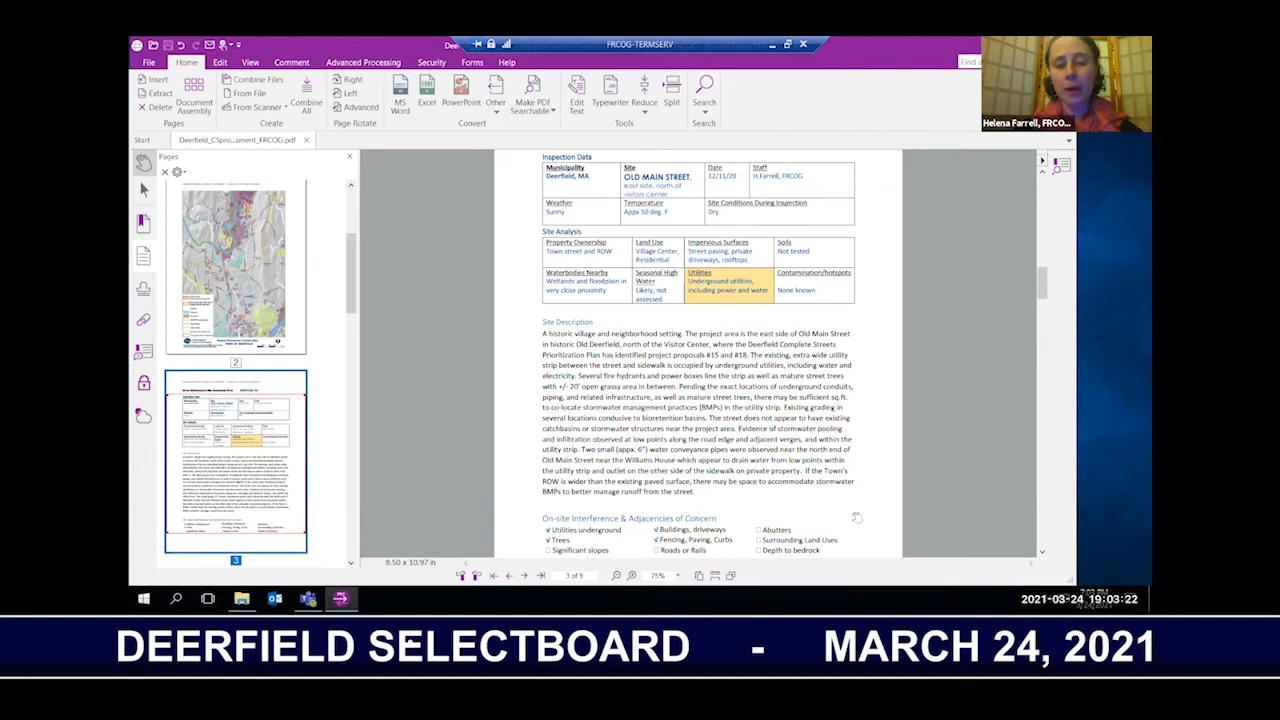 Dee
FRCOG-TERMSERV
File Home Edit View Comment Advanced Processing Security Forms Help
Find a
Insert
Extract
Delete
Pages
Document
Assembly
Combine Files
From File
From Scanner
Create
Combine
All
Right
Left
Advanced
Page Rotate
MS
Word
Excel
PowerPoint
Other
Make PDF
Searchable
Convert
Edit
Text
Typewriter
Reduce
Split
Tools
Search
Search
Helena Farrell, FRCO...
Start
Deerfield_CSpro...sment_FRCOG.pdf
Pages
2
3
Inspection Data
Municipality
Deerfield, MA
Site
OLD MAIN STREET,
east side, north of
visitors center
Date
12/11/20
Staff
H.Farrell, FRCOG
Weather
Sunny
Temperature
Appx 50 deg. F
Site Conditions During Inspection
Dry
Site Analysis
Property Ownership
Town street and ROW
Land Use
Village Center,
Residential
Impervious Surfaces
Street paving, private
driveways, rooftops
Soils
Not tested
Waterbodies Nearby
Wetlands and floodplain in
very close proximity
Seasonal High
Water
Likely, not
assessed
Utilities
Underground utilities,
including power and water
Contamination/hotspots
None known
Site Description
A historic village and neighborhood setting. The project area is the east side of Old Main Street
in historic Old Deerfield, north of the Visitor Center, where the Deerfield Complete Streets
Prioritization Plan has identified project proposals #15 and #18. The existing, extra wide utility
strip between the street and sidewalk is occupied by underground utilities, including water and
electricity. Several fire hydrants and power boxes line the strip as well as mature street trees
with +/- 20' open grassy area in between. Pending the exact locations of underground conduits,
piping, and related infrastructure, as well as mature street trees, there may be sufficient sq.ft.
to co-locate stormwater management practices (BMPs) in the utility strip. Existing grading in
several locations conducive to bioretention basins. The street does not appear to have existing
catchbasins or stormwater structures near the project area. Evidence of stormwater pooling
and infiltration observed at low points along the road edge and adjacent verges, and within the
utility strip. Two small (appx. 6") water conveyance pipes were observed near the north end of
Old Main Street near the Williams House which appear to drain water from low points within
the utility strip and outlet on the other side of the sidewalk on private property. If the Town's
ROW is wider than the existing paved surface, there may be space to accommodate stormwater
BMPs to better manage runoff from the street.
On-site Interference & Adjacencies of Concern
√ Utilities underground √ Buildings, driveways □ Abutters
√ Trees √ Fencing, Paving, Curbs □ Surrounding Land Uses
□ Significant slopes □ Roads or Rails □ Depth to bedrock
8.50 x 10.97 in
3 of 9
75%
2021-03-24 19:03:22
DEERFIELD SELECTBOARD - MARCH 24, 2021